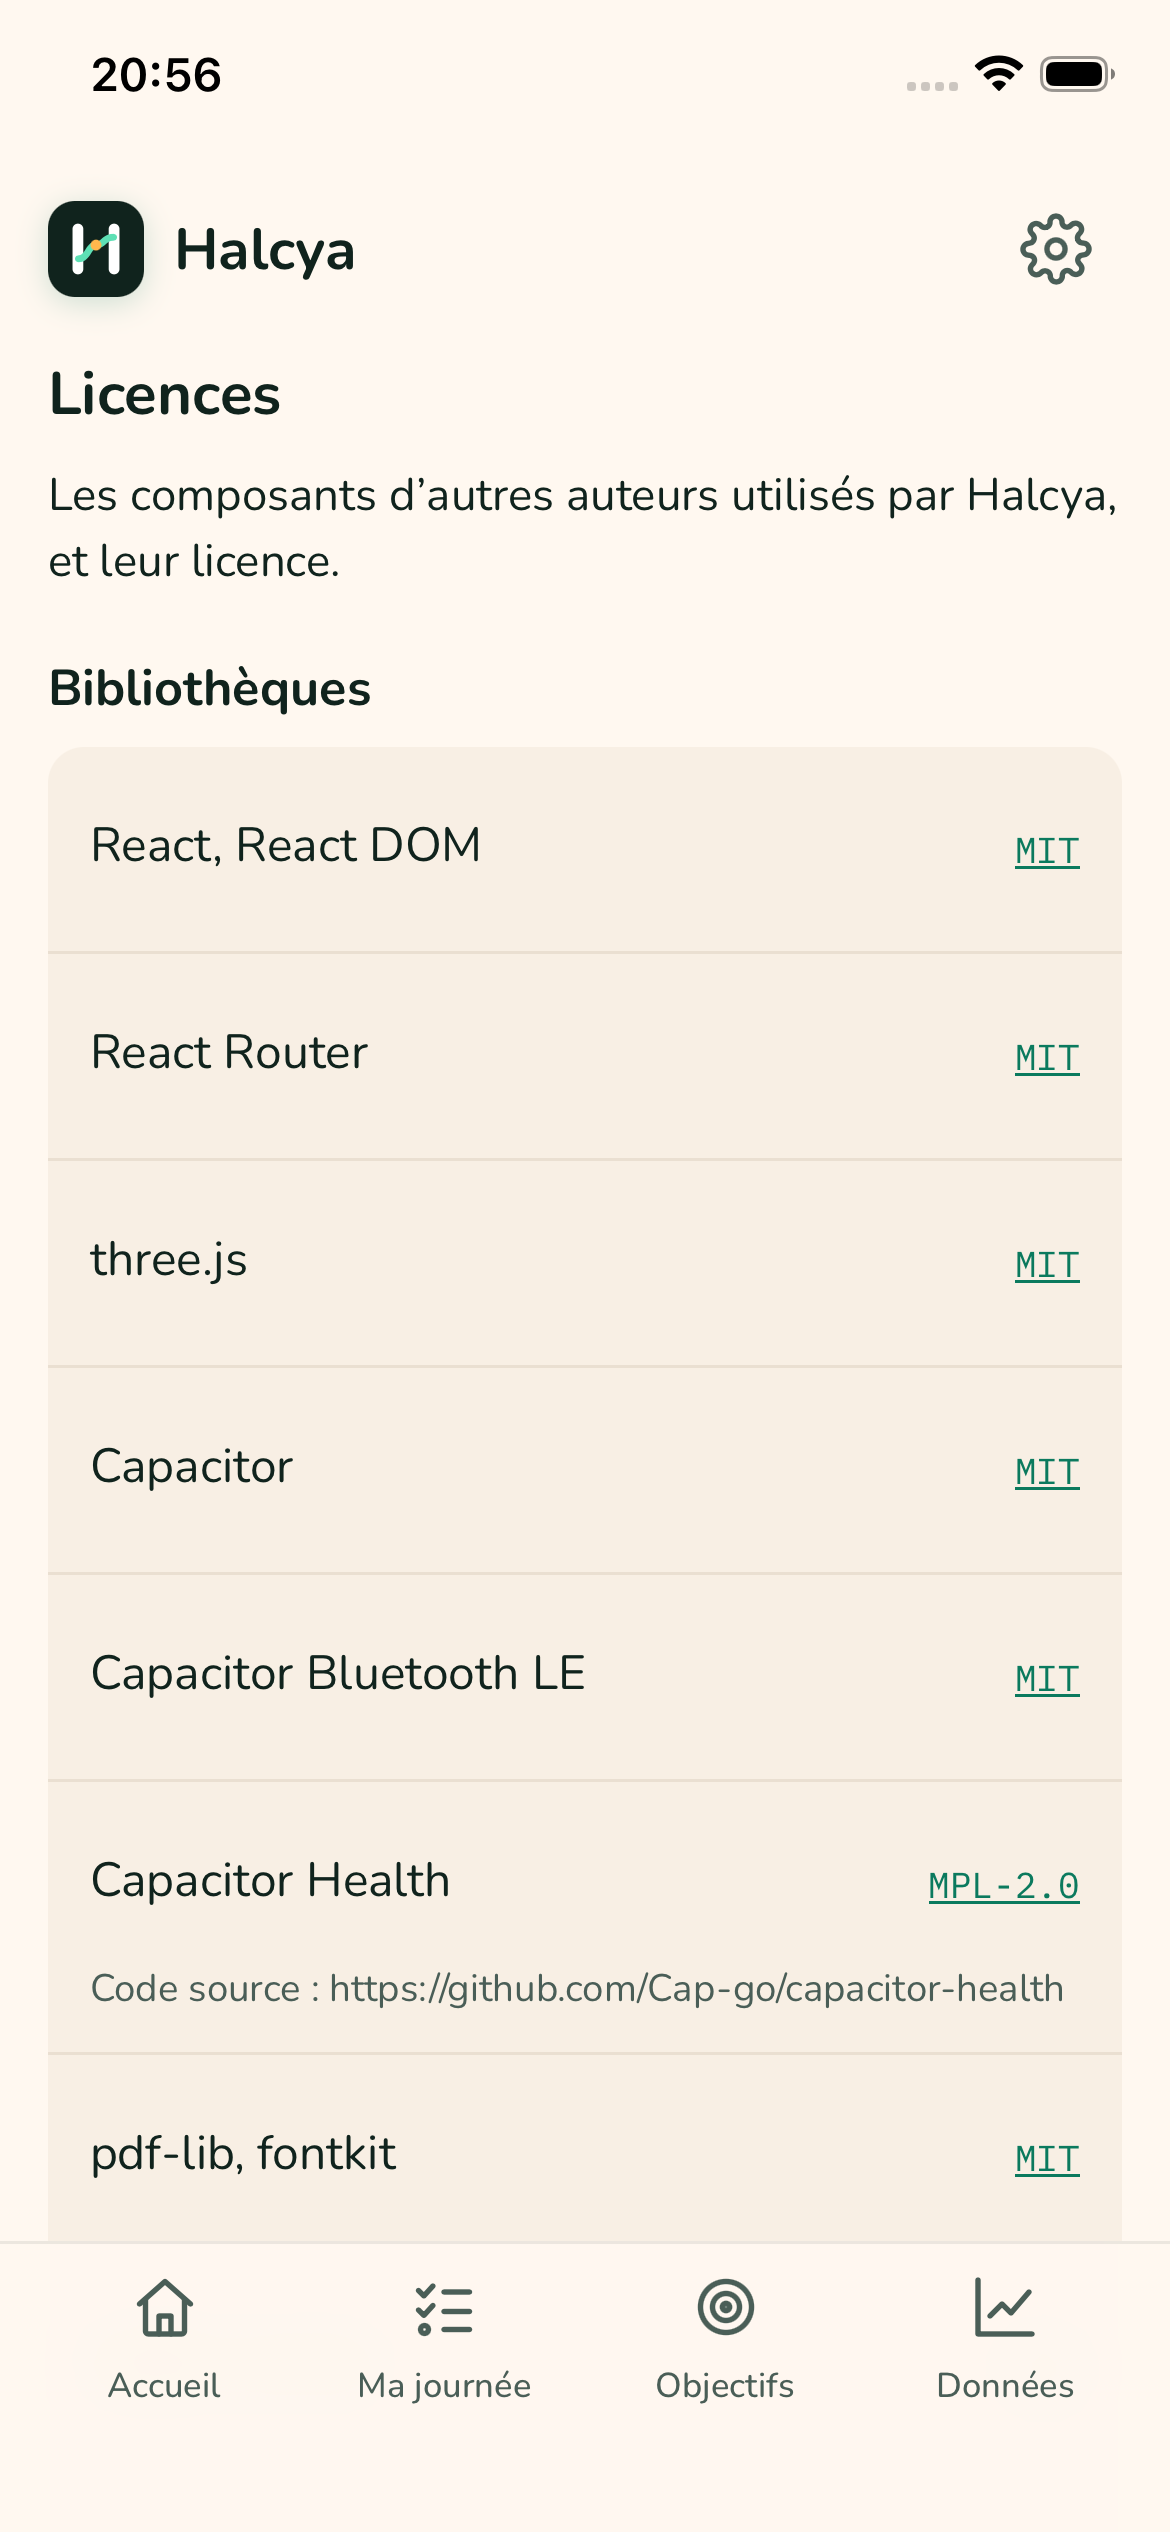 20:56
Halcya
Licences
Les composants d’autres auteurs utilisés par Halcya,
et leur licence.
Bibliothèques
React, React DOM MIT
React Router MIT
three.js MIT
Capacitor MIT
Capacitor Bluetooth LE MIT
Capacitor Health MPL-2.0
Code source : https://github.com/Cap-go/capacitor-health
pdf-lib, fontkit MIT
Accueil Ma journée Objectifs Données